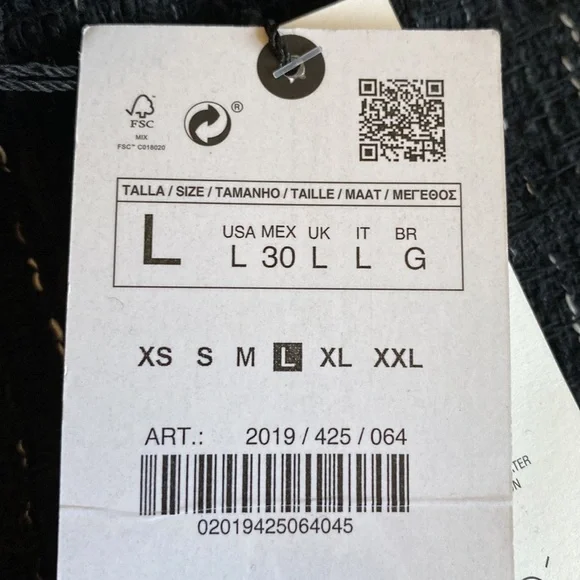 ®
FSC
MIX
FSC™ C018020
TALLA / SIZE / TAMANHO / TAILLE / MAAT / ΜΕΓΕΘΟΣ
USA MEX UK IT BR
L L 30 L L G
XS S M L XL XXL
ART.: 2019 / 425 / 064
02019425064045